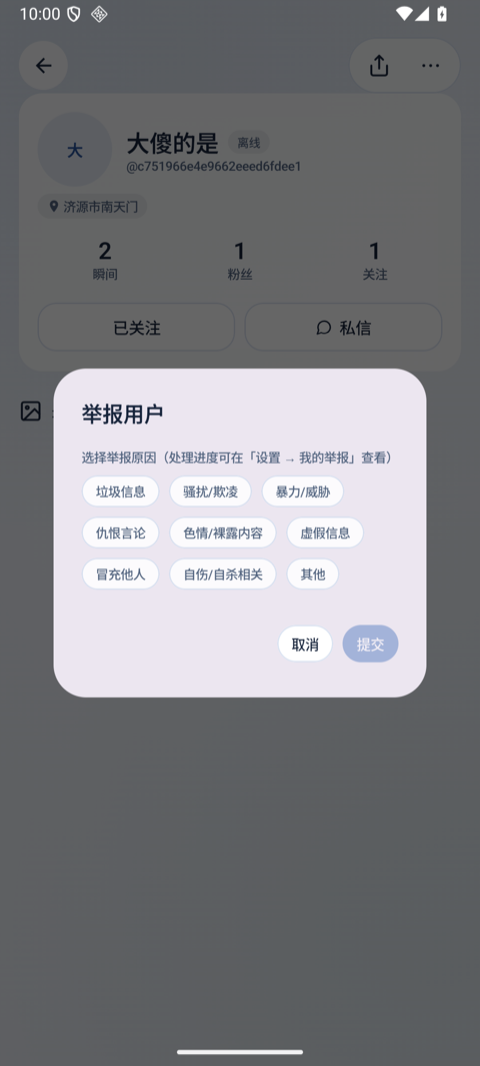 10:00
大
大傻的是 离线
@c751966e4e9662eeed6fdee1
济源市南天门
2 1 1
瞬间 粉丝 关注
已关注 私信
举报用户
选择举报原因（处理进度可在「设置 → 我的举报」查看）
垃圾信息 骚扰/欺凌 暴力/威胁
仇恨言论 色情/裸露内容 虚假信息
冒充他人 自伤/自杀相关 其他
取消 提交